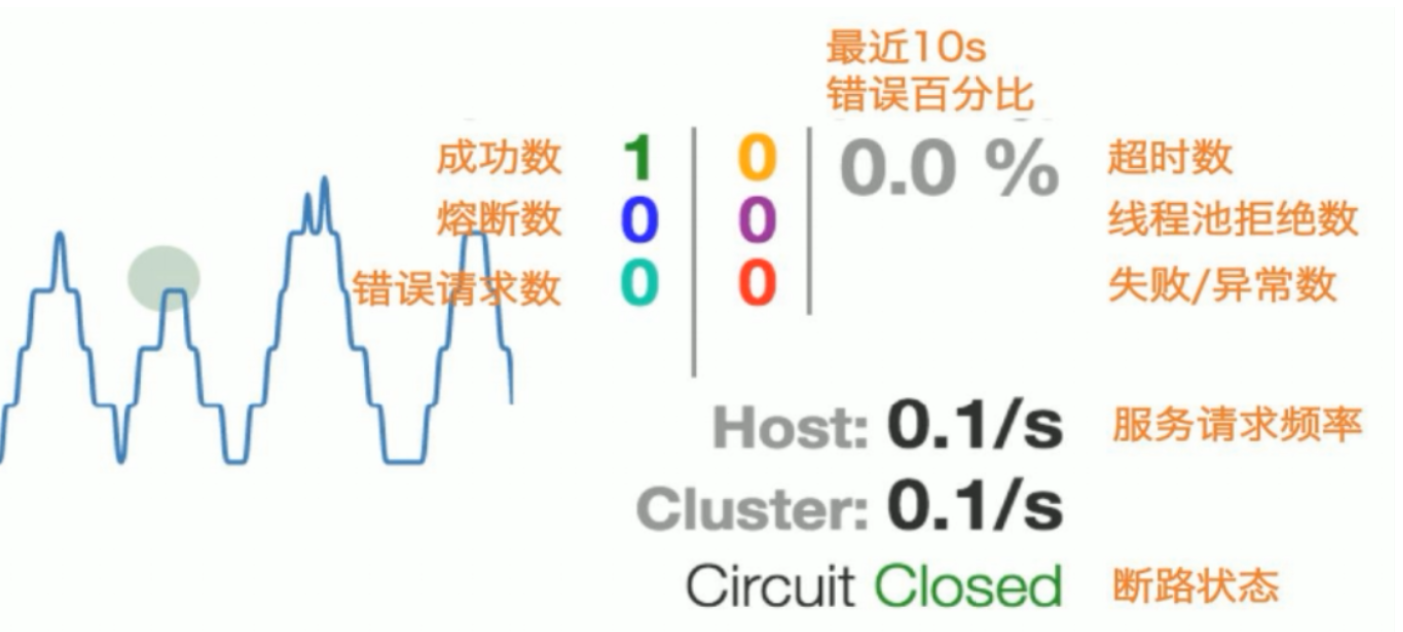 最近10s
错误百分比
成功数 1 0 0.0 % 超时数
熔断数 0 0 线程池拒绝数
错误请求数 0 0 失败/异常数
Host: 0.1/s 服务请求频率
Cluster: 0.1/s
Circuit Closed 断路状态